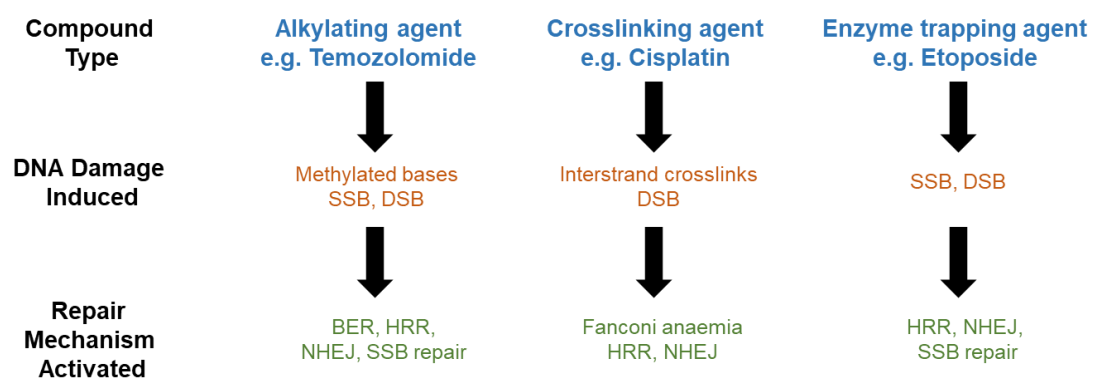 Compound
Type
Alkylating agent
e.g. Temozolomide
Crosslinking agent
e.g. Cisplatin
Enzyme trapping agent
e.g. Etoposide
DNA Damage
Induced
Methylated bases
SSB, DSB
Interstrand crosslinks
DSB
SSB, DSB
Repair
Mechanism
Activated
BER, HRR,
NHEJ, SSB repair
Fanconi anaemia
HRR, NHEJ
HRR, NHEJ,
SSB repair